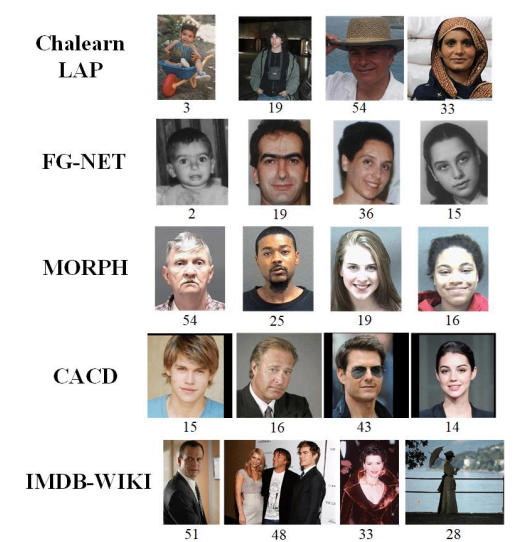 Chalearn
LAP
3 19 54 33
FG-NET
2 19 36 15
MORPH
54 25 19 16
CACD
15 16 43 14
IMDB-WIKI
51 48 33 28